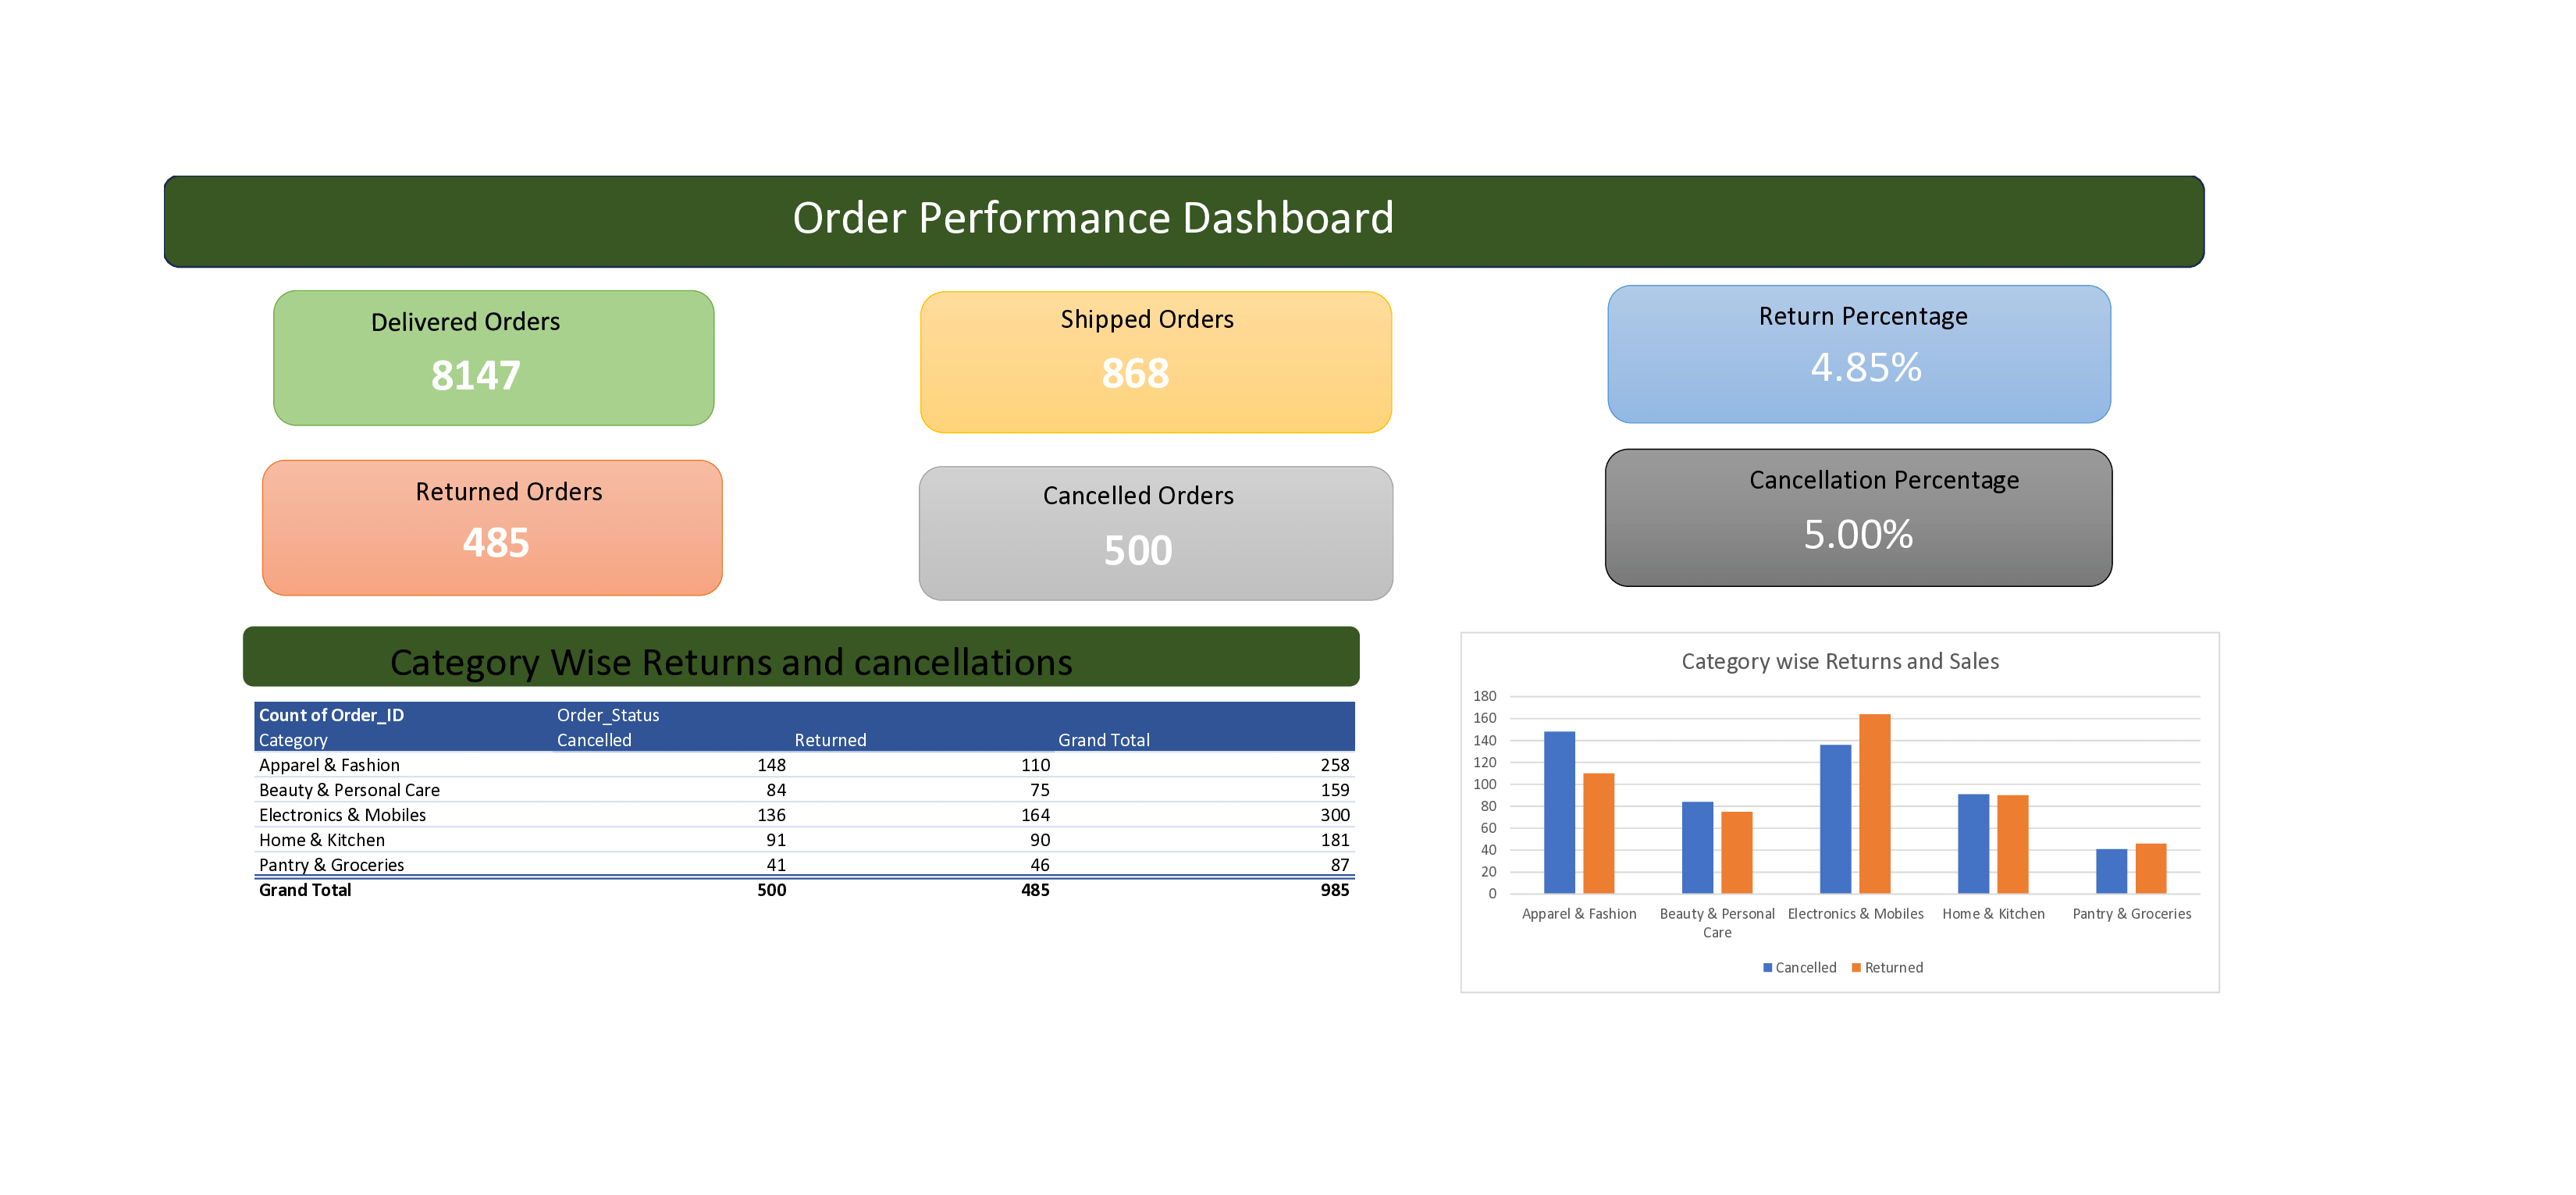 Order Performance Dashboard
Delivered Orders
8147
Shipped Orders
868
Return Percentage
4.85%
Returned Orders
485
Cancelled Orders
500
Cancellation Percentage
5.00%
Category Wise Returns and cancellations
Count of Order_ID Order_Status
Category Cancelled Returned Grand Total
Apparel & Fashion 148 110 258
Beauty & Personal Care 84 75 159
Electronics & Mobiles 136 164 300
Home & Kitchen 91 90 181
Pantry & Groceries 41 46 87
Grand Total 500 485 985
Category wise Returns and Sales
180
160
140
120
100
80
60
40
20
0
Apparel & Fashion Beauty & Personal Electronics & Mobiles Home & Kitchen Pantry & Groceries
Care
Cancelled Returned